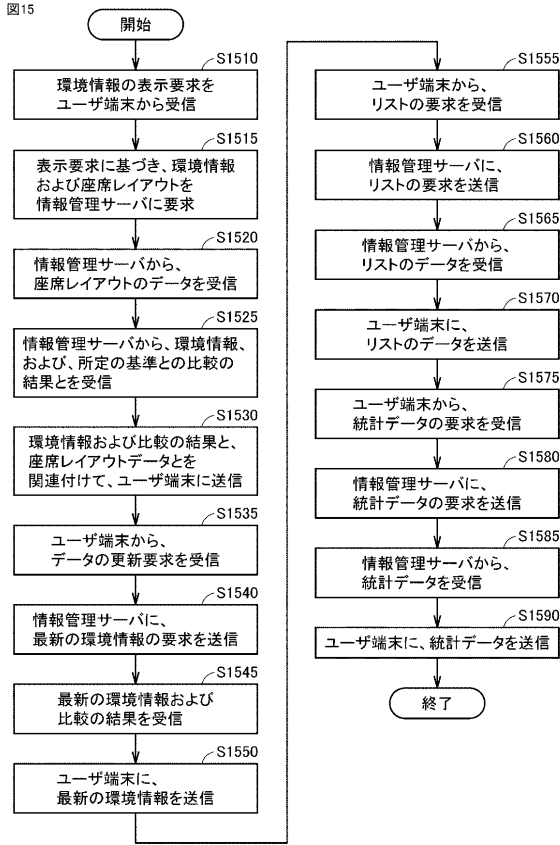 図15
開始
S1510
環境情報の表示要求を
ユーザ端末から受信
S1515
表示要求に基づき、環境情報
および座席レイアウトを
情報管理サーバに要求
S1520
情報管理サーバから、
座席レイアウトのデータを受信
S1525
情報管理サーバから、環境情報、
および、所定の基準との比較の
結果とを受信
S1530
環境情報および比較の結果と、
座席レイアウトデータとを
関連付けて、ユーザ端末に送信
S1535
ユーザ端末から、
データの更新要求を受信
S1540
情報管理サーバに、
最新の環境情報の要求を送信
S1545
最新の環境情報および
比較の結果を受信
S1550
ユーザ端末に、
最新の環境情報を送信
S1555
ユーザ端末から、
リストの要求を受信
S1560
情報管理サーバに、
リストの要求を送信
S1565
情報管理サーバから、
リストのデータを受信
S1570
ユーザ端末に、
リストのデータを送信
S1575
ユーザ端末から、
統計データの要求を受信
S1580
情報管理サーバに、
統計データの要求を送信
S1585
情報管理サーバから、
統計データを受信
S1590
ユーザ端末に、統計データを送信
終了